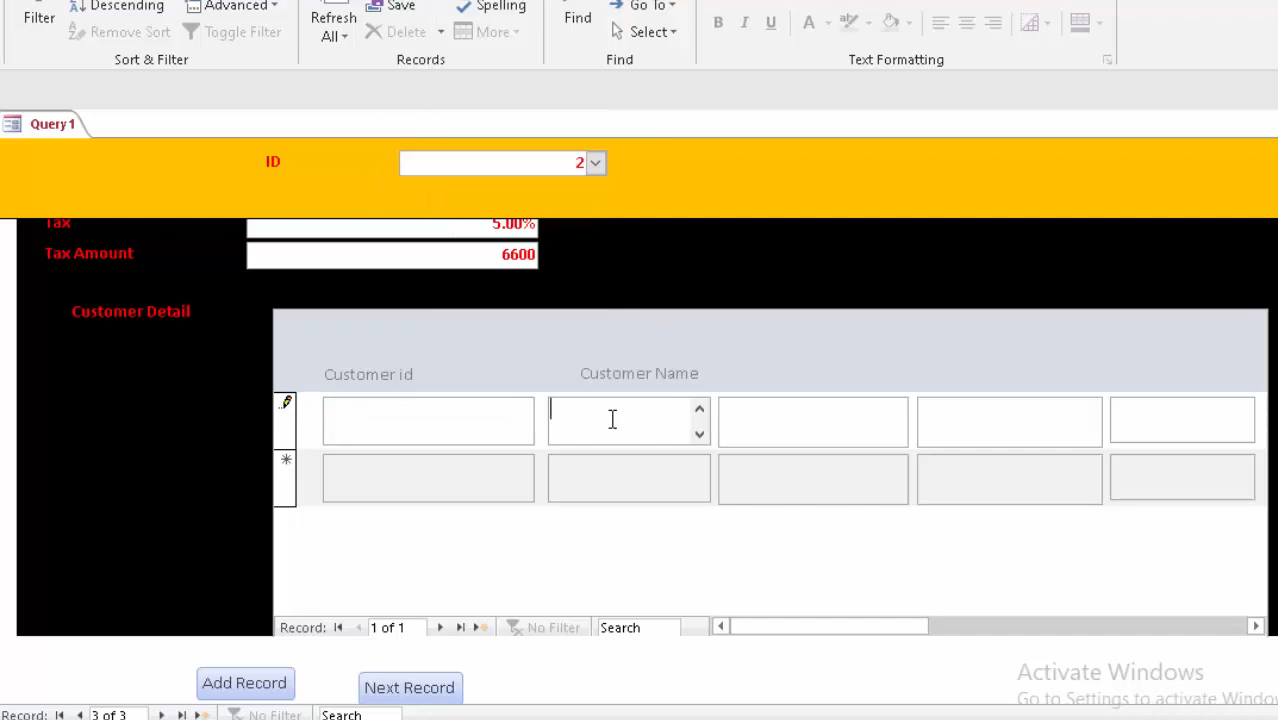 Filter
Descending
Advanced
Refresh All
Save
Spelling
Find
Go To
Remove Sort
Toggle Filter
Delete
More
Select
B I U A
Sort & Filter
Records
Find
Text Formatting
Query1
ID
2
Tax
5.00%
Tax Amount
6600
Customer Detail
Customer id
Customer Name
Record:
1 of 1
No Filter
Search
Add Record
Next Record
Activate Windows
Go to Settings to activate Windows
Record:
3 of 3
No Filter
Search